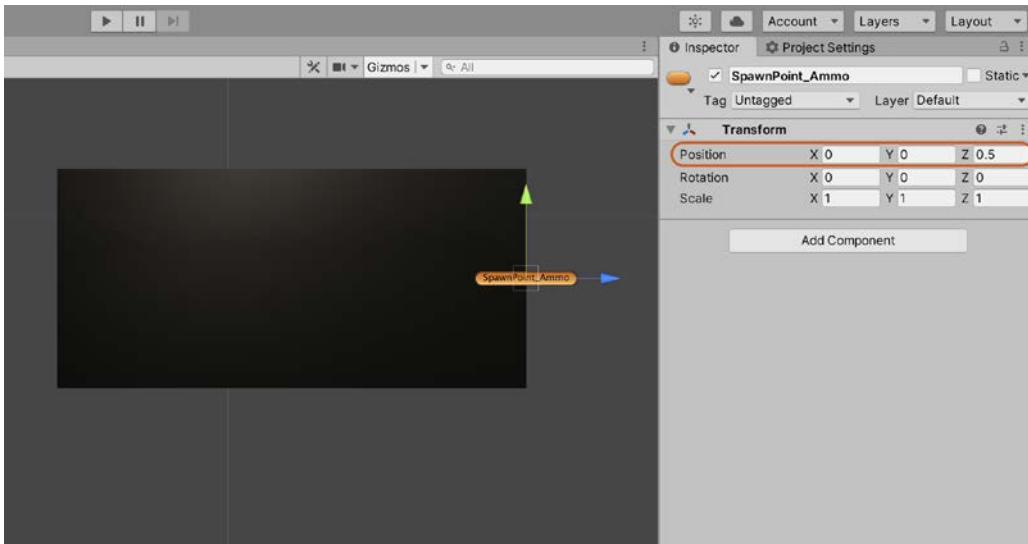 Account Layers Layout
Inspector Project Settings
Gizmos All
SpawnPoint_Ammo Static
Tag Untagged Layer Default
Transform
Position X 0 Y 0 Z 0.5
Rotation X 0 Y 0 Z 0
Scale X 1 Y 1 Z 1
Add Component
SpawnPoint_Ammo